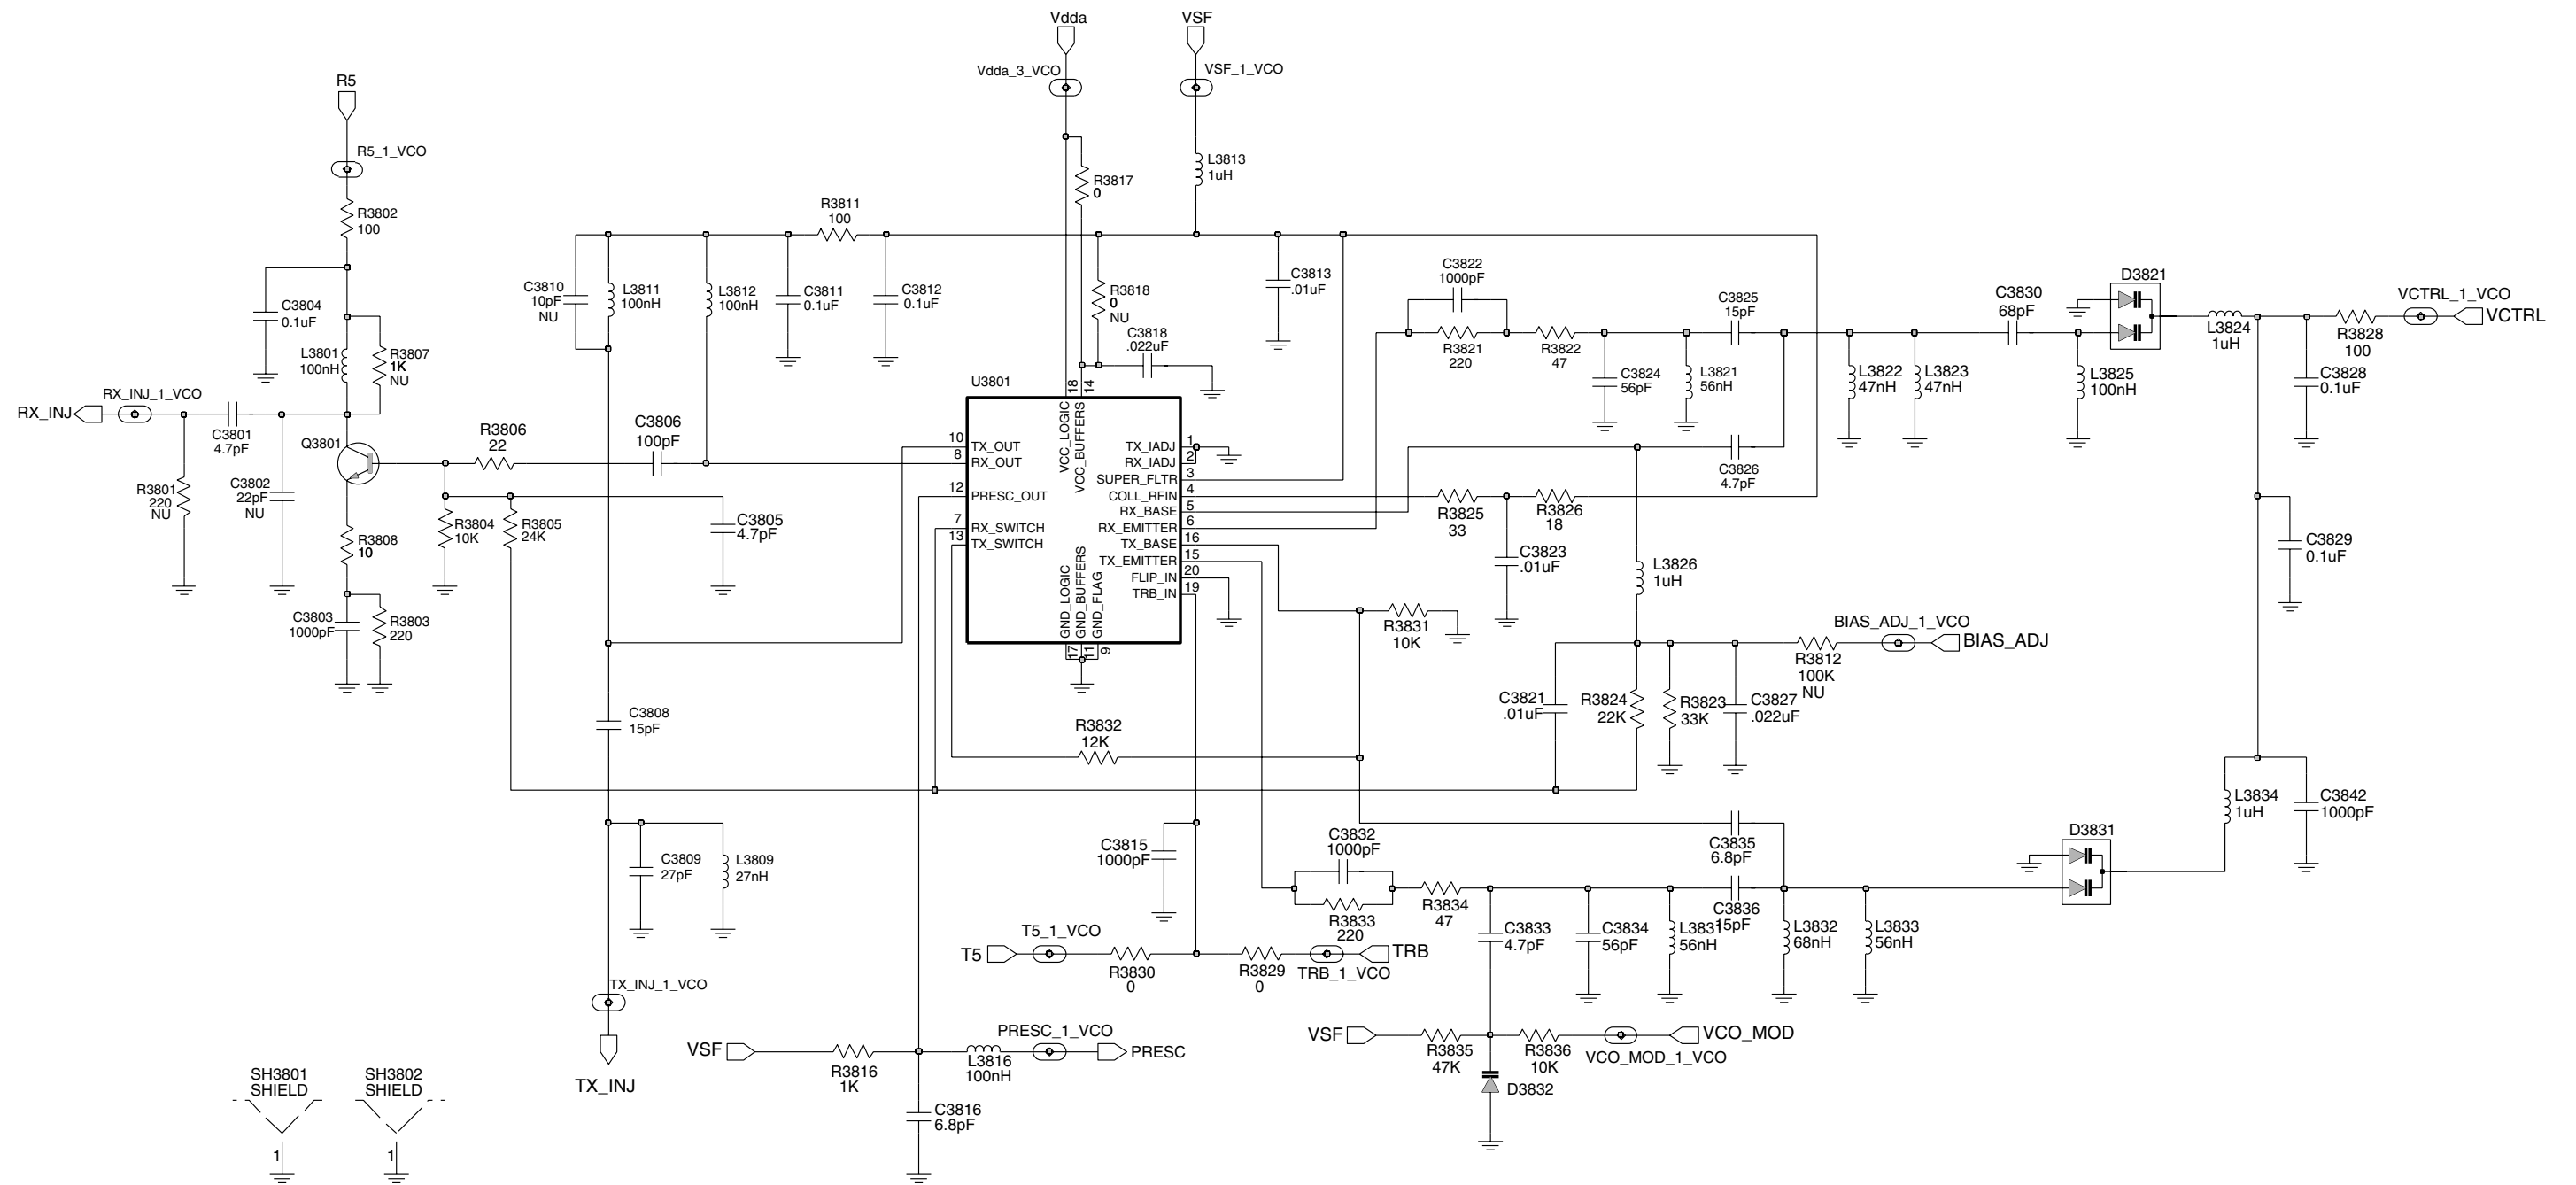 Vdda
VSF
Vdda_3_VCO
VSF_1_VCO
R5
R5_1_VCO
R3802
100
C3804
0.1uF
L3801
100nH
R3807
1K
NU
RX_INJ
RX_INJ_1_VCO
C3801
4.7pF
Q3801
R3801
220
NU
C3802
22pF
NU
R3808
10
C3803
1000pF
R3803
220
R3806
22
R3804
10K
R3805
24K
C3805
4.7pF
C3806
100pF
C3810
10pF
NU
L3811
100nH
L3812
100nH
C3811
0.1uF
R3811
100
C3812
0.1uF
R3817
0
L3813
1uH
R3818
0
NU
C3818
.022uF
C3813
.01uF
U3801
18
14
VCC_LOGIC
VCC_BUFFERS
10
TX_OUT
8
RX_OUT
12
PRESC_OUT
7
RX_SWITCH
13
TX_SWITCH
TX_IADJ
1
RX_IADJ
2
SUPER_FLTR
3
COLL_RFIN
4
RX_BASE
5
RX_EMITTER
6
TX_BASE
16
TX_EMITTER
15
FLIP_IN
20
TRB_IN
19
GND_LOGIC
GND_BUFFERS
GND_FLAG
17
11
9
C3822
1000pF
R3821
220
R3822
47
C3824
56pF
L3821
56nH
C3825
15pF
C3826
4.7pF
L3822
47nH
L3823
47nH
C3830
68pF
D3821
L3825
100nH
L3824
1uH
C3828
0.1uF
R3828
100
VCTRL_1_VCO
VCTRL
C3829
0.1uF
R3825
33
R3826
18
C3823
.01uF
L3826
1uH
R3831
10K
BIAS_ADJ_1_VCO
BIAS_ADJ
R3812
100K
NU
C3821
.01uF
R3824
22K
R3823
33K
C3827
.022uF
C3808
15pF
R3832
12K
C3809
27pF
L3809
27nH
C3815
1000pF
C3832
1000pF
R3833
220
R3834
47
C3835
6.8pF
C3836
15pF
C3833
4.7pF
C3834
56pF
L3831
56nH
L3832
68nH
L3833
56nH
D3831
L3834
1uH
C3842
1000pF
T5
T5_1_VCO
R3830
0
R3829
0
TRB_1_VCO
TRB
TX_INJ_1_VCO
TX_INJ
VSF
R3816
1K
L3816
100nH
PRESC_1_VCO
PRESC
C3816
6.8pF
VSF
R3835
47K
R3836
10K
VCO_MOD_1_VCO
VCO_MOD
D3832
SH3801
SHIELD
1
SH3802
SHIELD
1